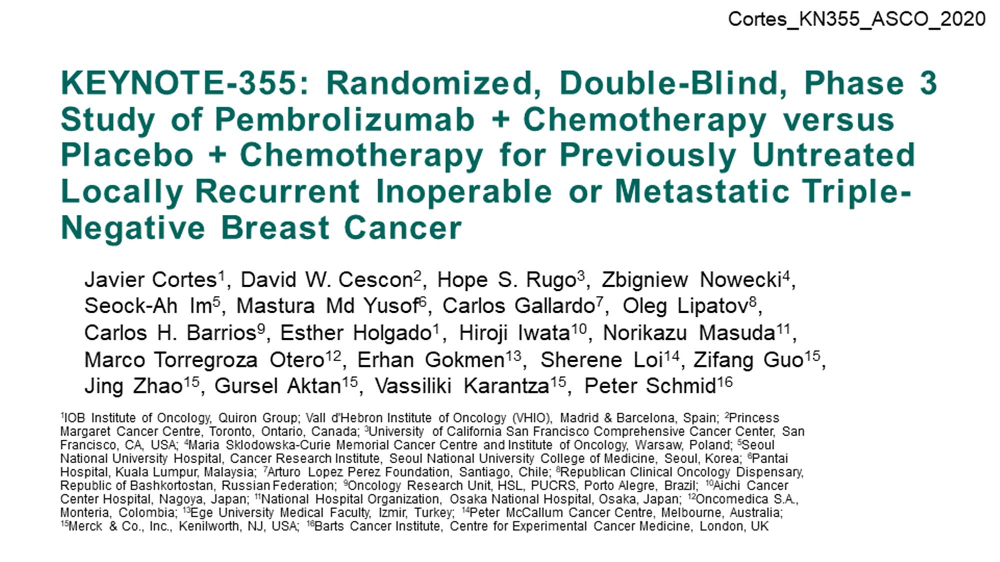 Cortes_KN355_ASCO_2020
KEYNOTE-355: Randomized, Double-Blind, Phase 3
Study of Pembrolizumab + Chemotherapy versus
Placebo + Chemotherapy for Previously Untreated
Locally Recurrent Inoperable or Metastatic Triple-
Negative Breast Cancer
Javier Cortes¹, David W. Cescon², Hope S. Rugo³, Zbigniew Nowecki⁴,
Seock-Ah Im⁵, Mastura Md Yusof⁶, Carlos Gallardo⁷, Oleg Lipatov⁸,
Carlos H. Barrios⁹, Esther Holgado¹, Hiroji Iwata¹⁰, Norikazu Masuda¹¹,
Marco Torregroza Otero¹², Erhan Gokmen¹³, Sherene Loi¹⁴, Zifang Guo¹⁵,
Jing Zhao¹⁵, Gursel Aktan¹⁵, Vassiliki Karantza¹⁵, Peter Schmid¹⁶
¹IOB Institute of Oncology, Quiron Group; Vall d'Hebron Institute of Oncology (VHIO), Madrid & Barcelona, Spain; ²Princess
Margaret Cancer Centre, Toronto, Ontario, Canada; ³University of California San Francisco Comprehensive Cancer Center, San
Francisco, CA, USA; ⁴Maria Sklodowska-Curie Memorial Cancer Centre and Institute of Oncology, Warsaw, Poland; ⁵Seoul
National University Hospital, Cancer Research Institute, Seoul National University College of Medicine, Seoul, Korea; ⁶Pantai
Hospital, Kuala Lumpur, Malaysia; ⁷Arturo Lopez Perez Foundation, Santiago, Chile; ⁸Republican Clinical Oncology Dispensary,
Republic of Bashkortostan, Russian Federation; ⁹Oncology Research Unit, HSL, PUCRS, Porto Alegre, Brazil; ¹⁰Aichi Cancer
Center Hospital, Nagoya, Japan; ¹¹National Hospital Organization, Osaka National Hospital, Osaka, Japan; ¹²Oncomedica S.A.,
Monteria, Colombia; ¹³Ege University Medical Faculty, Izmir, Turkey; ¹⁴Peter McCallum Cancer Centre, Melbourne, Australia;
¹⁵Merck & Co., Inc., Kenilworth, NJ, USA; ¹⁶Barts Cancer Institute, Centre for Experimental Cancer Medicine, London, UK